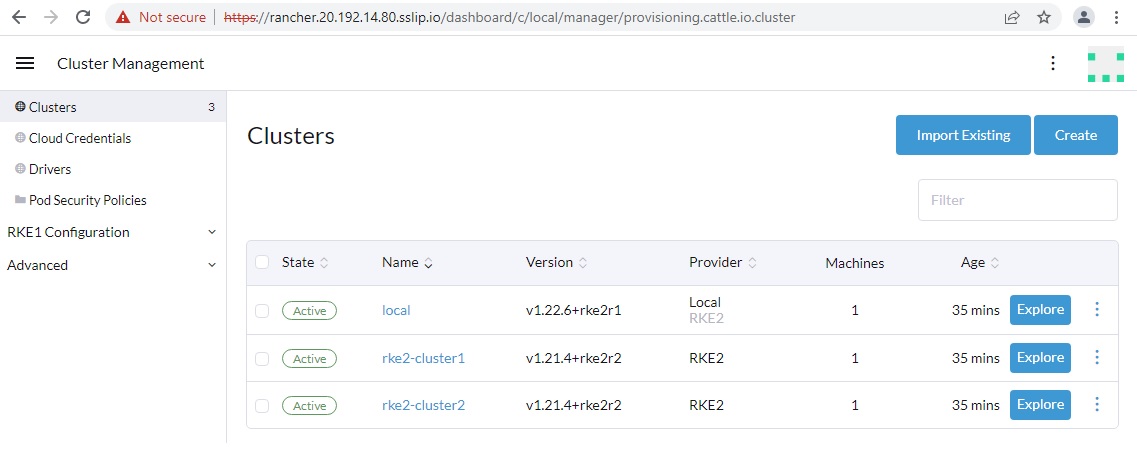 Not secure | https://rancher.20.192.14.80.sslip.io/dashboard/c/local/manager/provisioning.cattle.io.cluster
Cluster Management
Clusters 3
Cloud Credentials
Drivers
Pod Security Policies
RKE1 Configuration
Advanced
Clusters
Import Existing Create
Filter
State Name Version Provider Machines Age
Active local v1.22.6+rke2r1 Local 1 35 mins Explore
RKE2
Active rke2-cluster1 v1.21.4+rke2r2 RKE2 1 35 mins Explore
Active rke2-cluster2 v1.21.4+rke2r2 RKE2 1 35 mins Explore